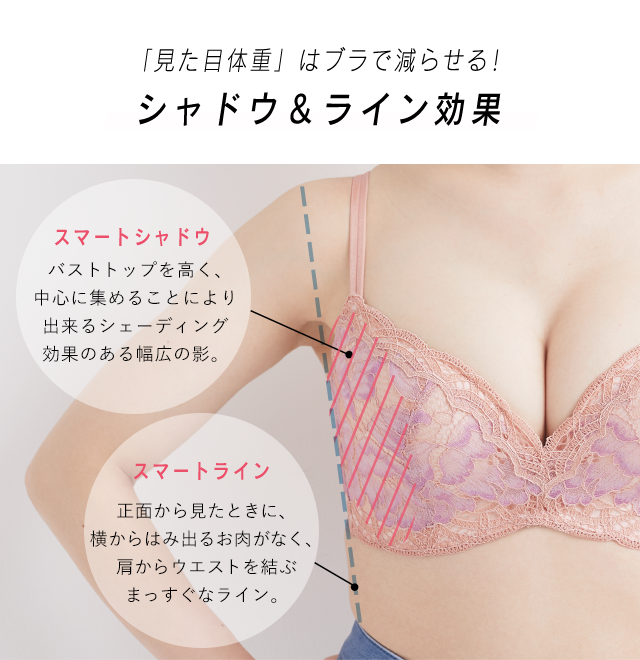 「見た目体重」はブラで減らせる!
シャドウ&ライン効果
スマートシャドウ
バストトップを高く、
中心に集めることにより
出来るシェーディング
効果のある幅広の影。
スマートライン
正面から見たときに、
横からはみ出るお肉がなく、
肩からウエストを結ぶ
まっすぐなライン。